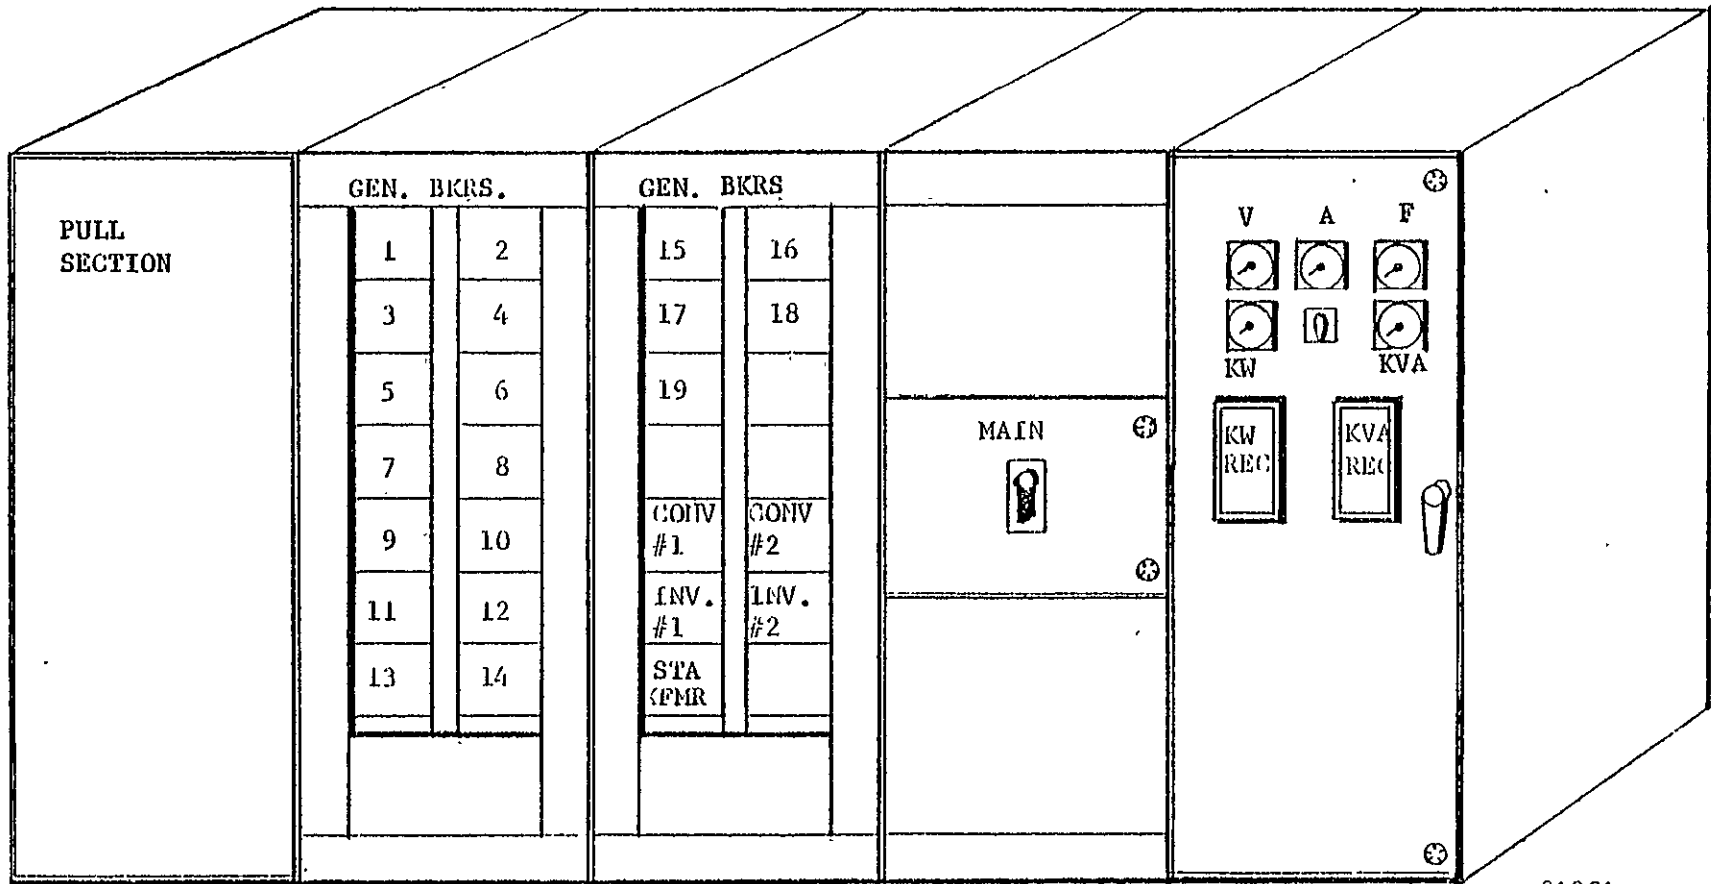 PULL
SECTION
GEN. BKRS.
1 2
3 4
5 6
7 8
9 10
11 12
13 14
GEN. BKRS
15 16
17 18
19
CONV CONV
#1 #2
INV. INV.
#1 #2
STA
XFMR
MAIN
V A F
KW KVA
KW
REC
KVA
REC